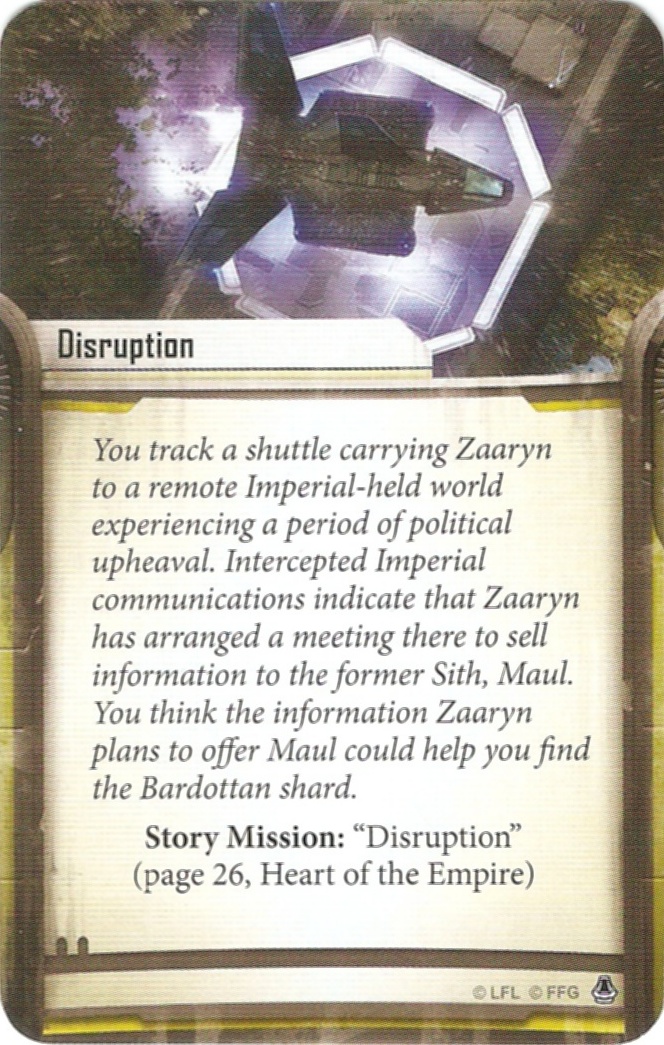 Disruption
You track a shuttle carrying Zaaryn
to a remote Imperial-held world
experiencing a period of political
upheaval. Intercepted Imperial
communications indicate that Zaaryn
has arranged a meeting there to sell
information to the former Sith, Maul.
You think the information Zaaryn
plans to offer Maul could help you find
the Bardottan shard.
Story Mission: “Disruption”
(page 26, Heart of the Empire)
© LFL © FFG